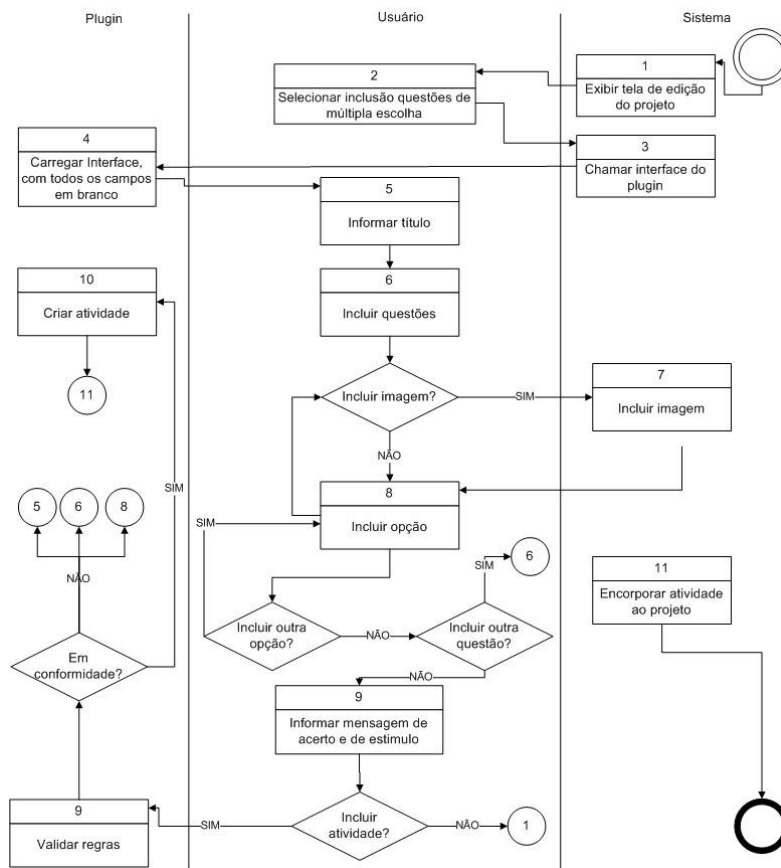 Plugin
Usuário
Sistema
1
Exibir tela de edição
do projeto
2
Selecionar inclusão questões de
múltipla escolha
3
Chamar interface do
plugin
4
Carregar Interface,
com todos os campos
em branco
5
Informar título
6
Incluir questões
Incluir imagem?
SIM
7
Incluir imagem
NÃO
8
Incluir opção
SIM
Incluir outra
opção?
NÃO
Incluir outra
questão?
SIM
6
NÃO
9
Informar mensagem de
acerto e de estimulo
Incluir
atividade?
NÃO
1
SIM
9
Validar regras
Em
conformidade?
NÃO
5
6
8
SIM
10
Criar atividade
11
11
Encorporar atividade
ao projeto